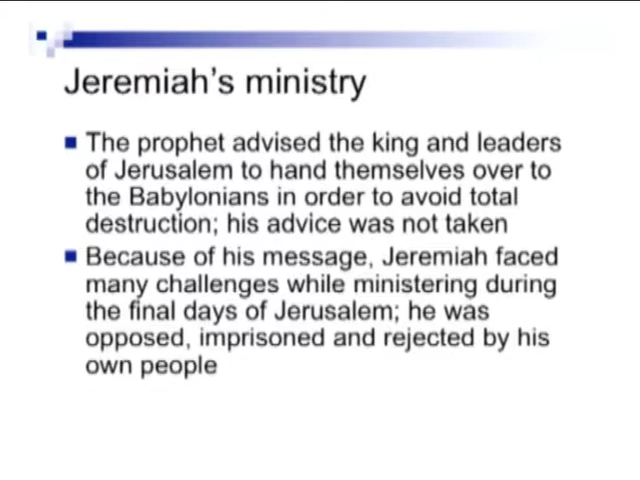 Jeremiah's ministry
The prophet advised the king and leaders
of Jerusalem to hand themselves over to
the Babylonians in order to avoid total
destruction; his advice was not taken
Because of his message, Jeremiah faced
many challenges while ministering during
the final days of Jerusalem; he was
opposed, imprisoned and rejected by his
own people